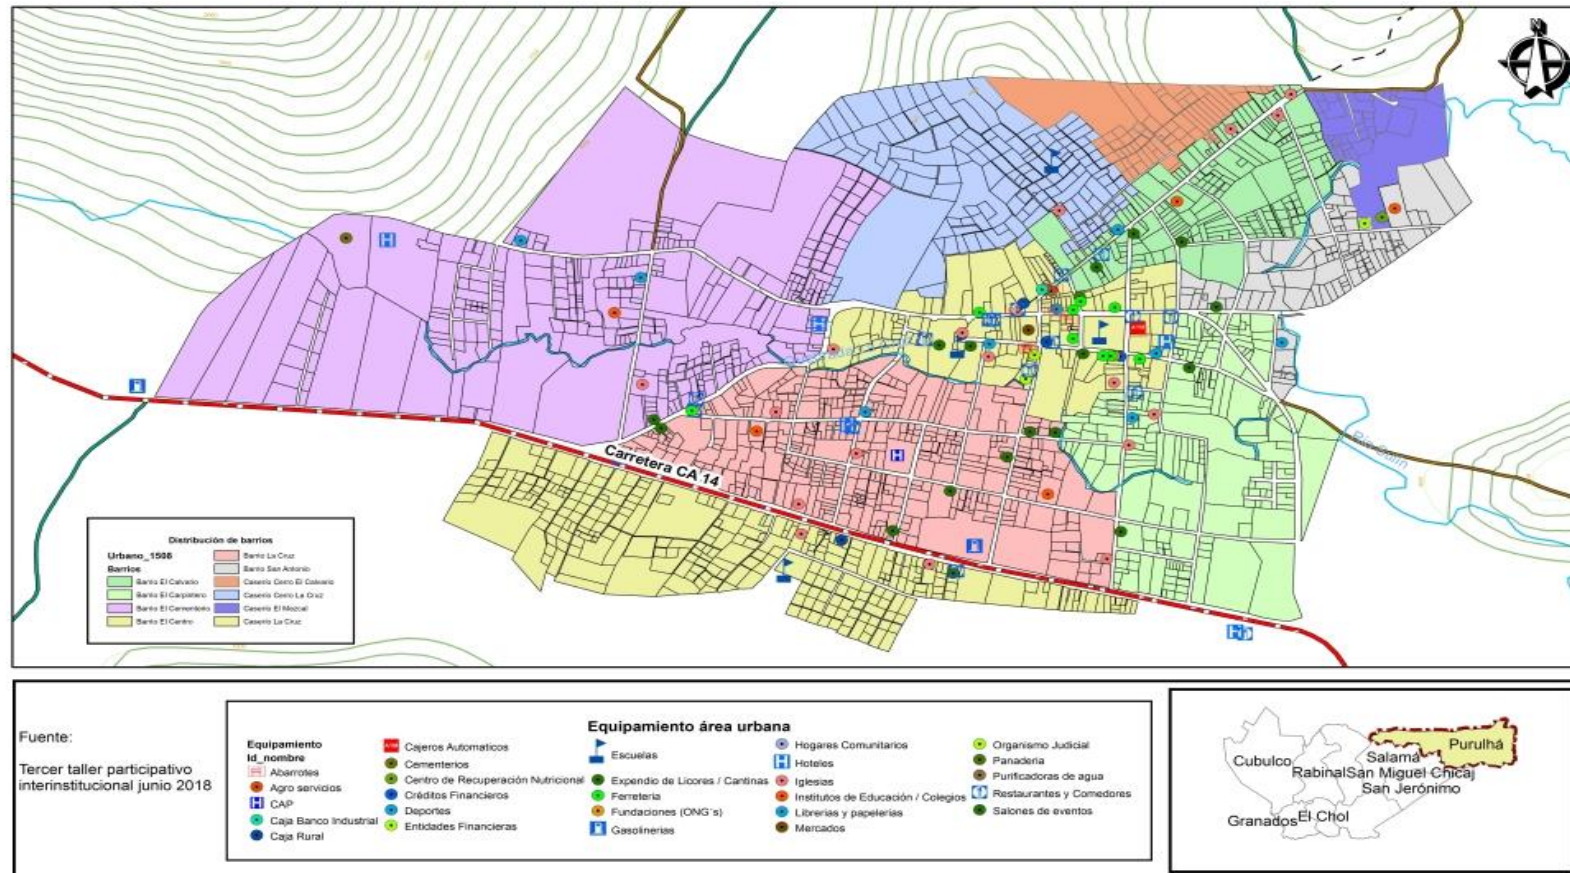 N
Carretera CA 14
Río Quilín
Distribución de barrios
Urbano_1508
Barrios
Barrio El Calvario
Barrio El Carpintero
Barrio El Cementerio
Barrio El Centro
Barrio La Cruz
Barrio San Antonio
Caserío Cerro El Calvario
Caserío Cerro La Cruz
Caserío El Mezcal
Caserío La Cruz
Fuente:
Tercer taller participativo
interinstitucional junio 2018
Equipamiento área urbana
Equipamiento
Id_nombre
Abarrotes
Agro servicios
CAP
Caja Banco Industrial
Caja Rural
Cajeros Automaticos
Cementerios
Centro de Recuperación Nutricional
Créditos Financieros
Deportes
Entidades Financieras
Escuelas
Expendio de Licores / Cantinas
Ferretería
Fundaciones (ONG´s)
Gasolinerias
Hogares Comunitarios
Hoteles
Iglesias
Institutos de Educación / Colegios
Librerias y papelerias
Mercados
Organismo Judicial
Panaderia
Purificadoras de agua
Restaurantes y Comedores
Salones de eventos
Purulhá
Cubulco
Salamá
Rabinal
San Miguel Chicaj
San Jerónimo
Granados
El Chol